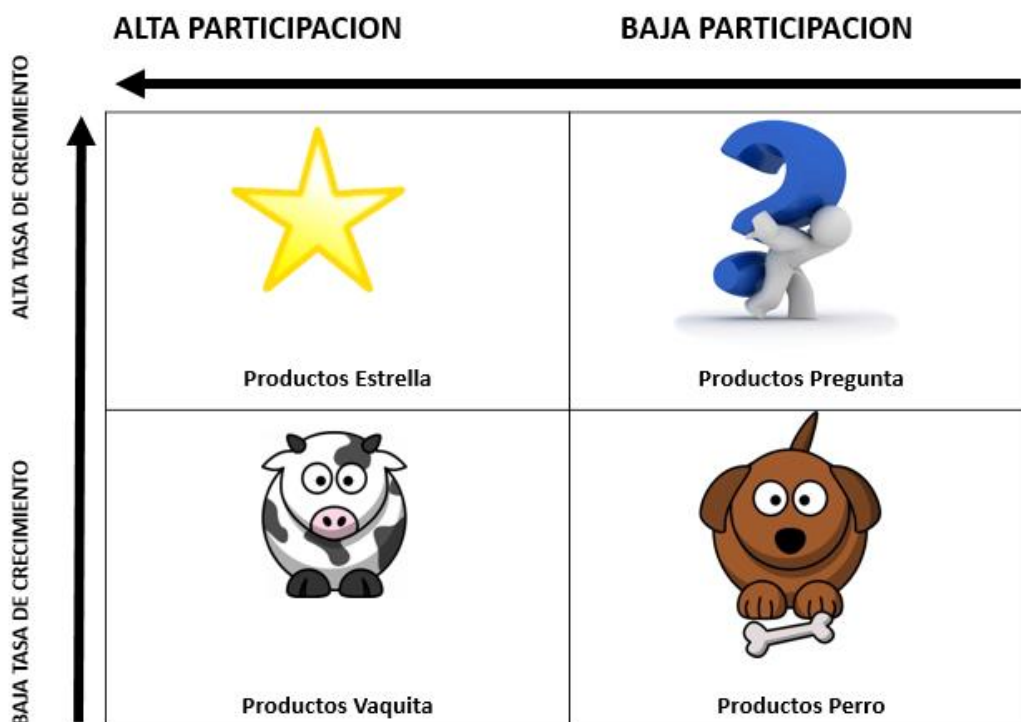 ALTA PARTICIPACION
BAJA PARTICIPACION
ALTA TASA DE CRECIMIENTO
Productos Estrella
Productos Pregunta
BAJA TASA DE CRECIMIENTO
Productos Vaquita
Productos Perro